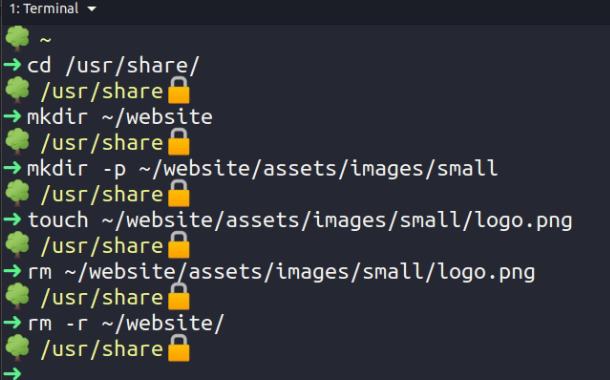 1: Terminal
~
➜ cd /usr/share/
/usr/share
➜ mkdir ~/website
/usr/share
➜ mkdir -p ~/website/assets/images/small
/usr/share
➜ touch ~/website/assets/images/small/logo.png
/usr/share
➜ rm ~/website/assets/images/small/logo.png
/usr/share
➜ rm -r ~/website/
/usr/share
➜